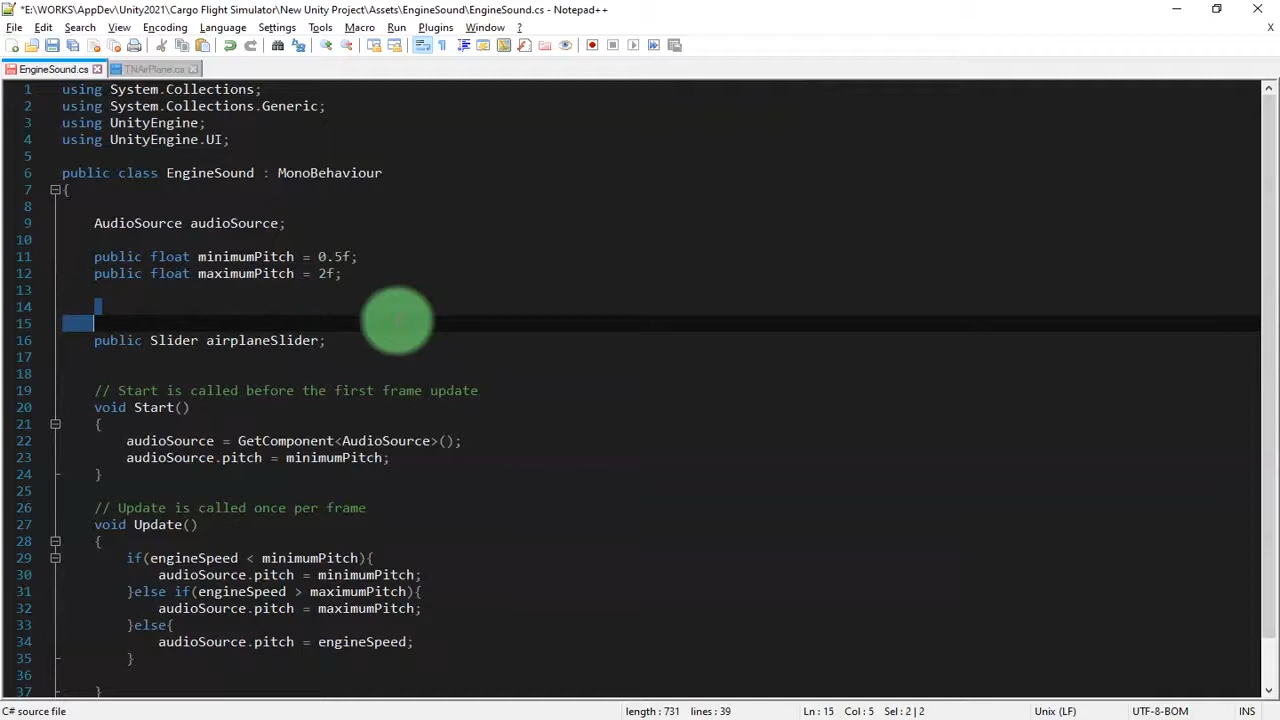 *E:\WORKS\AppDev\Unity2021\Cargo Flight Simulator\New Unity Project\Assets\EngineSound\EngineSound.cs - Notepad++
File Edit Search View Encoding Language Settings Tools Macro Run Plugins Window ? X
EngineSound.cs TNAirPlane.cs
1 using System.Collections;
2 using System.Collections.Generic;
3 using UnityEngine;
4 using UnityEngine.UI;
5
6 public class EngineSound : MonoBehaviour
7 {
8
9 AudioSource audioSource;
10
11 public float minimumPitch = 0.5f;
12 public float maximumPitch = 2f;
13
14
15
16 public Slider airplaneSlider;
17
18
19 // Start is called before the first frame update
20 void Start()
21 {
22 audioSource = GetComponent<AudioSource>();
23 audioSource.pitch = minimumPitch;
24 }
25
26 // Update is called once per frame
27 void Update()
28 {
29 if(engineSpeed < minimumPitch){
30 audioSource.pitch = minimumPitch;
31 }else if(engineSpeed > maximumPitch){
32 audioSource.pitch = maximumPitch;
33 }else{
34 audioSource.pitch = engineSpeed;
35 }
36
37 }
C# source file length : 731 lines : 39 Ln : 15 Col : 5 Sel : 2 | 2 Unix (LF) UTF-8-BOM INS